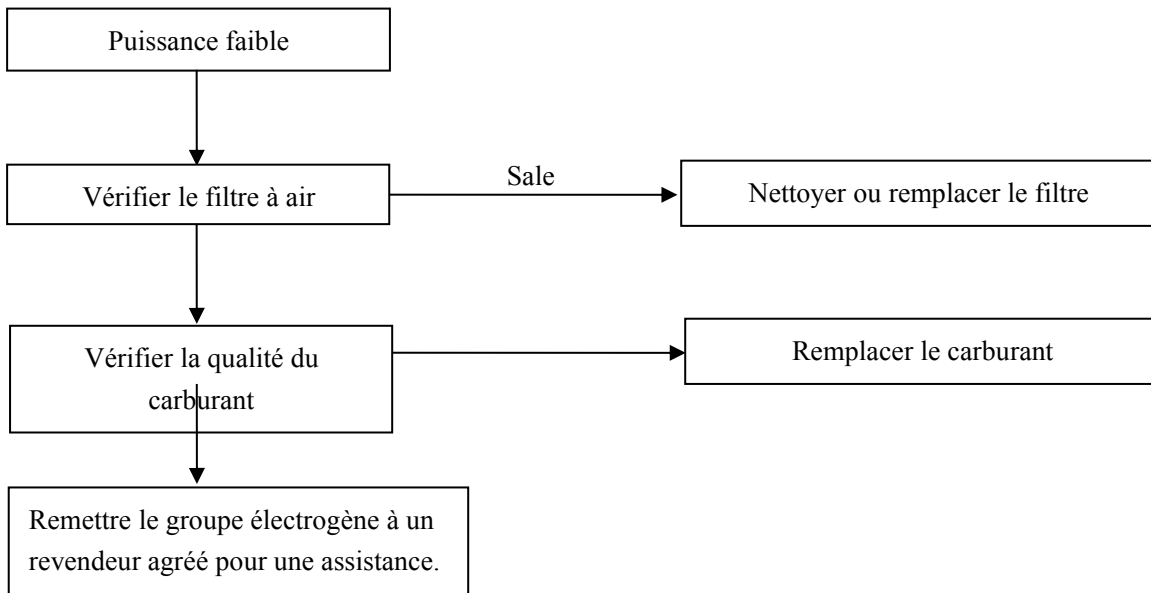 Puissance faible
Vérifier le filtre à air
Sale
Nettoyer ou remplacer le filtre
Vérifier la qualité du
carburant
Remplacer le carburant
Remettre le groupe électrogène à un
revendeur agréé pour une assistance.